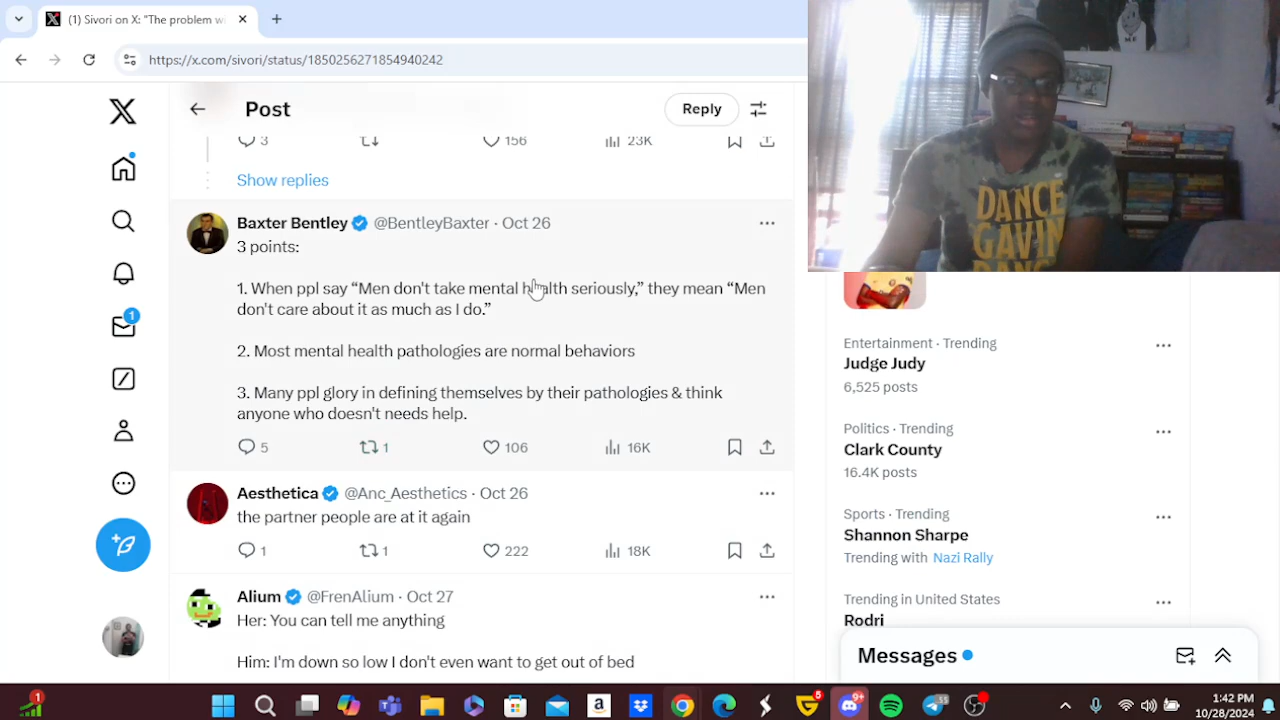 (1) Sivori on X: "The problem wi
https://x.com/sivori/status/1850256271854940242
Post
Reply
3
156
23K
Show replies
Baxter Bentley @BentleyBaxter · Oct 26
3 points:
1. When ppl say “Men don't take mental health seriously,” they mean “Men
don't care about it as much as I do.”
2. Most mental health pathologies are normal behaviors
3. Many ppl glory in defining themselves by their pathologies & think
anyone who doesn't needs help.
5
1
106
16K
Aesthetica @Anc_Aesthetics · Oct 26
the partner people are at it again
1
1
222
18K
Alium @FrenAlium · Oct 27
Her: You can tell me anything
Him: I'm down so low I don't even want to get out of bed
1
DANCE
GAVIN
DANC
Entertainment · Trending
Judge Judy
6,525 posts
Politics · Trending
Clark County
16.4K posts
Sports · Trending
Shannon Sharpe
Trending with Nazi Rally
Trending in United States
Rodri
Messages
1
5
9+
1:42 PM
10/28/2024